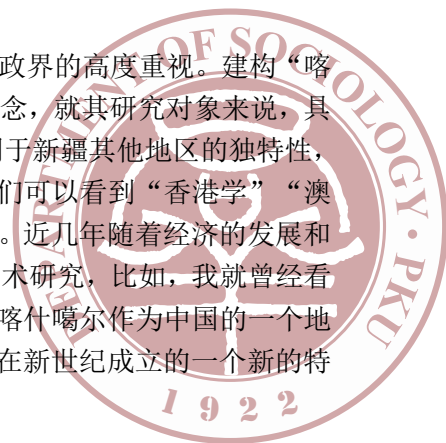 政界的高度重视。建构“喀
念，就其研究对象来说，具
于新疆其他地区的独特性，
们可以看到“香港学”“澳
。近几年随着经济的发展和
术研究，比如，我就曾经看
喀什噶尔作为中国的一个地
在新世纪成立的一个新的特
DEPARTMENT OF SOCIOLOGY · PKU
1922